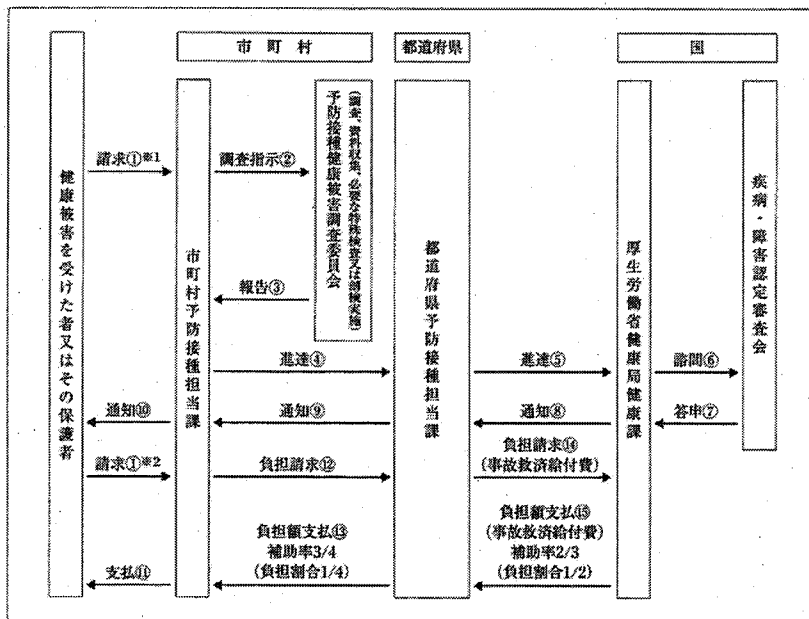 市町村
都道府県
国
健康被害を受けた者又はその保護者
市町村予防接種担当課
予防接種健康被害調査委員会
(調査、資料収集、必要な特殊検査又は剖検実施)
都道府県予防接種担当課
厚生労働省健康局健康課
疾病・障害認定審査会
請求①※1
調査指示②
報告③
進達④
進達⑤
諮問⑥
通知⑩
通知⑨
通知⑧
答申⑦
請求①※2
負担請求⑫
負担請求⑭
(事故救済給付費)
負担額支払⑬
補助率3/4
(負担割合1/4)
負担額支払⑮
(事故救済給付費)
補助率2/3
(負担割合1/2)
支払⑪